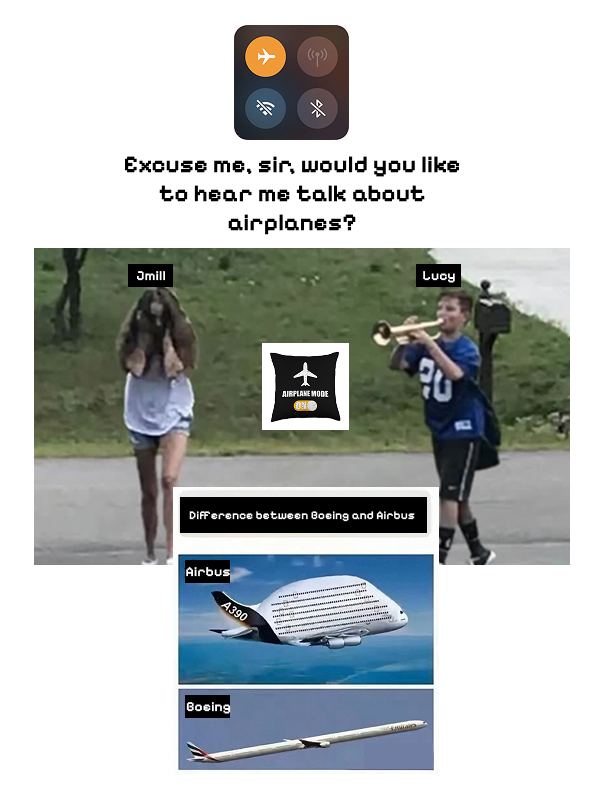 Excuse me, sir, would you like
to hear me talk about
airplanes?
Jmill
Lucy
AIRPLANE MODE
ON
20
Difference between Boeing and Airbus
Airbus
A390
Boeing
Emirates